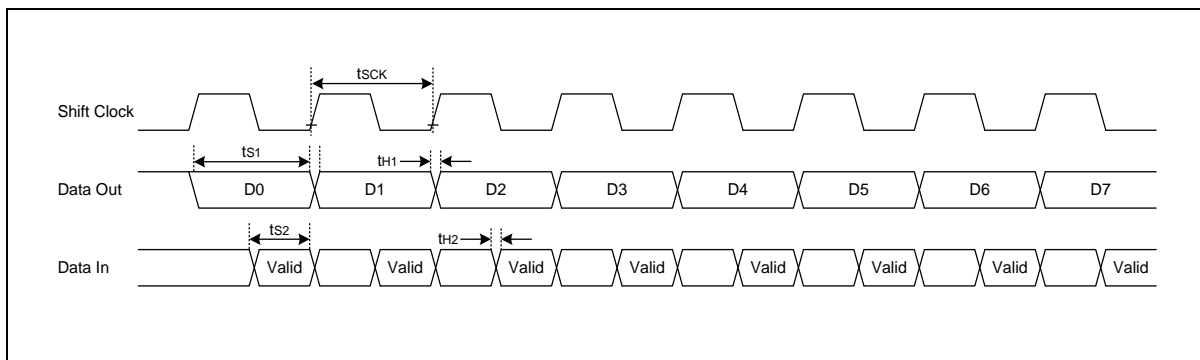 tSCK
Shift Clock
tS1
tH1
Data Out D0 D1 D2 D3 D4 D5 D6 D7
tS2
tH2
Data In Valid Valid Valid Valid Valid Valid Valid Valid